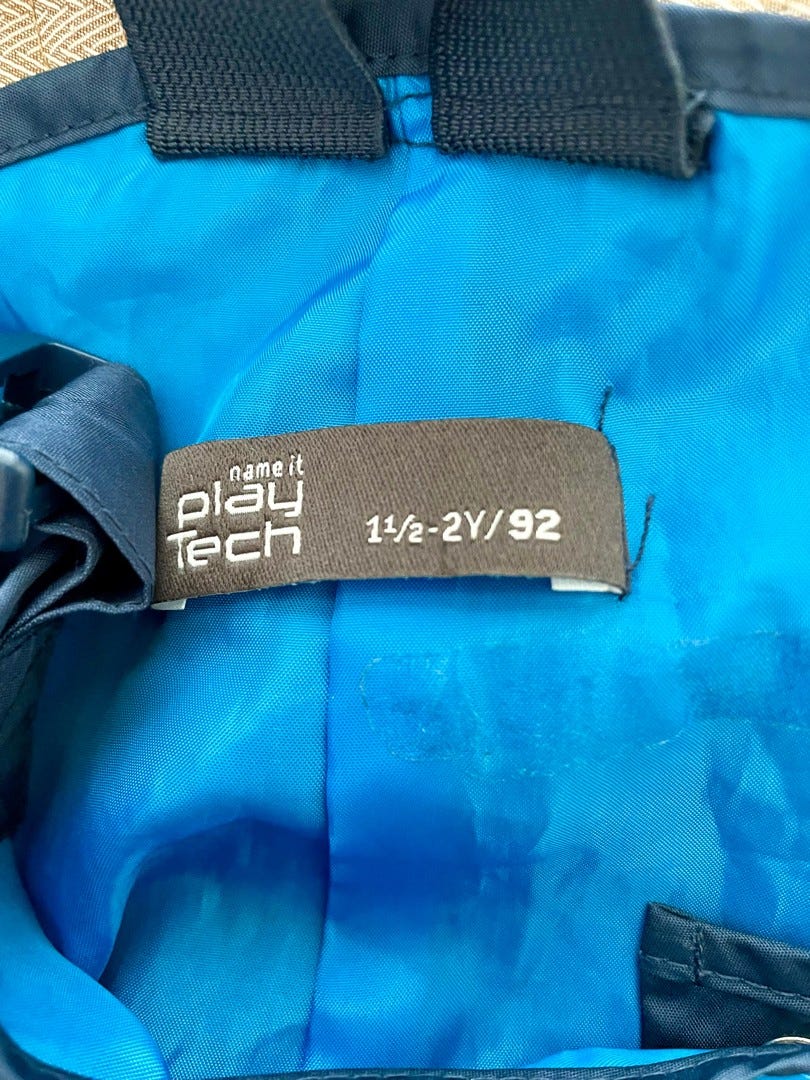 name it
play
Tech
1½-2Y/92